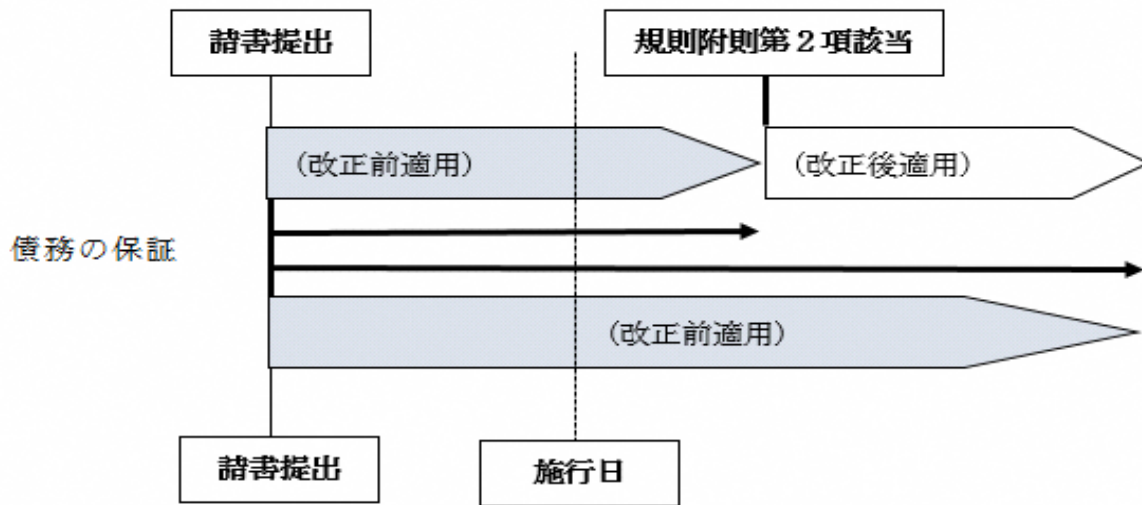 請書提出
規則附則第２項該当
（改正前適用）
（改正後適用）
債務の保証
（改正前適用）
請書提出
施行日